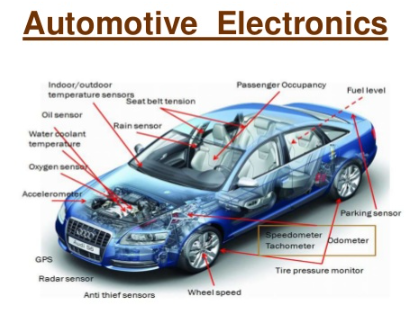 Automotive Electronics
Indoor/outdoor
temperature sensors
Passenger Occupancy
Fuel level
Seat belt tension
Oil sensor
Rain sensor
Water coolant
temperature
Oxygen sensor
Accelerometer
Parking sensor
Speedometer
Tachometer
Odometer
GPS
Tire pressure monitor
Radar sensor
Anti thief sensors
Wheel speed